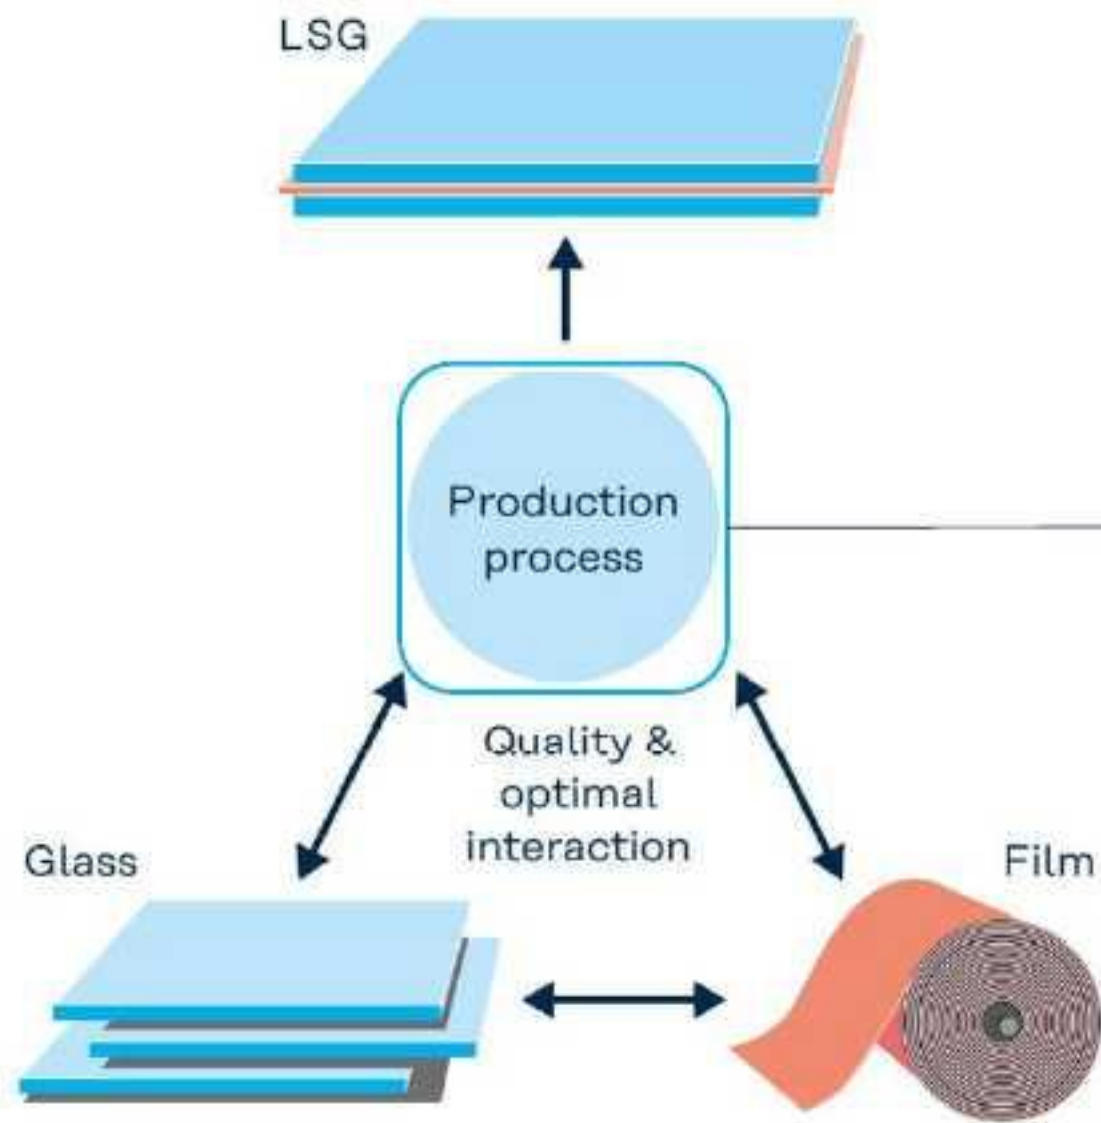 LSG
Production
process
Quality &
optimal
interaction
Glass
Film